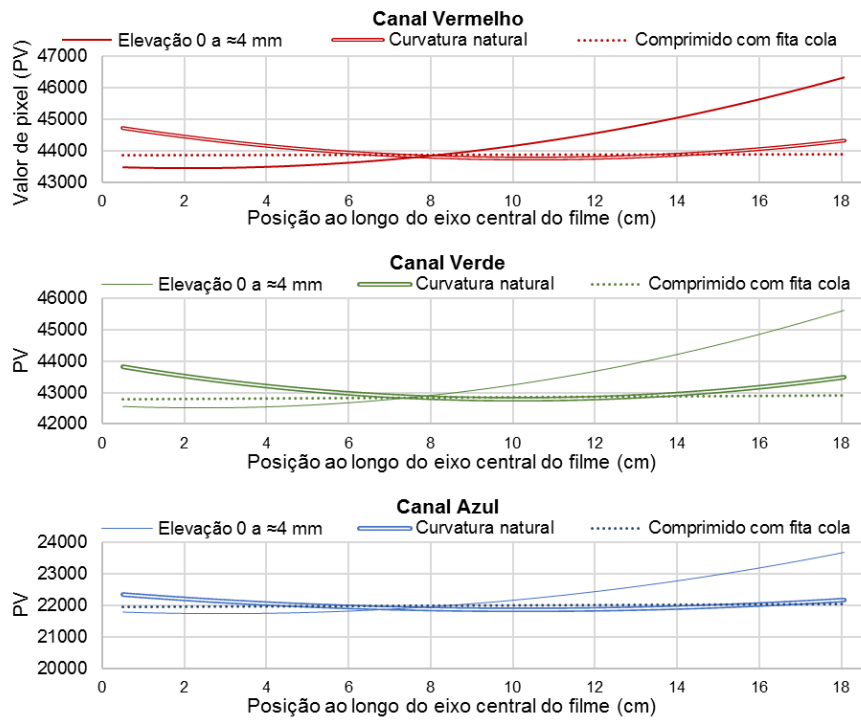 Canal Vermelho
Elevação 0 a ≈4 mm Curvatura natural Comprimido com fita cola
Valor de pixel (PV)
47000
46000
45000
44000
43000
0 2 4 6 8 10 12 14 16 18
Posição ao longo do eixo central do filme (cm)
Canal Verde
Elevação 0 a ≈4 mm Curvatura natural Comprimido com fita cola
PV
46000
45000
44000
43000
42000
0 2 4 6 8 10 12 14 16 18
Posição ao longo do eixo central do filme (cm)
Canal Azul
Elevação 0 a ≈4 mm Curvatura natural Comprimido com fita cola
PV
24000
23000
22000
21000
20000
0 2 4 6 8 10 12 14 16 18
Posição ao longo do eixo central do filme (cm)